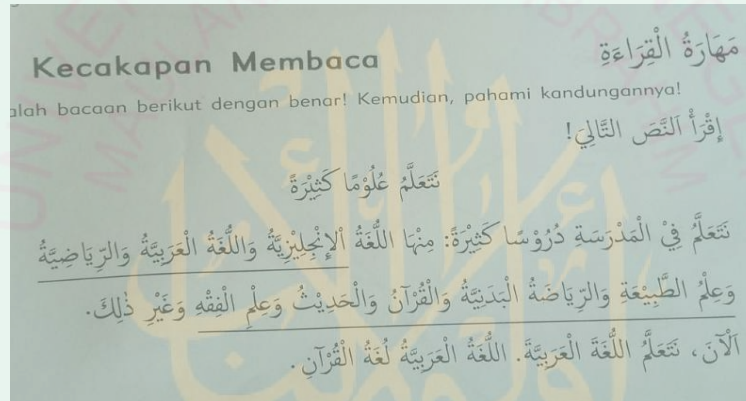 مَهَارَةُ الْقِرَاءَةِ
Kecakapan Membaca
alah bacaan berikut dengan benar! Kemudian, pahami kandungannya!
إِقْرَأْ اَلنَّصَ التَّالِيَ!
نَتَعَلَّمُ عُلُوْمًا كَثِيْرَةً
نَتَعَلَّمُ فِيْ الْمَدْرَسَةِ دُرُوْسًا كَثِيْرَةً: مِنْهَا اللُّغَةُ الْإِنْجِلِيْزِيَّةُ وَاللُّغَةُ الْعَرَبِيَّةُ وَالرِّيَاضِيَّةُ
وَعِلْمُ الطَّبِيْعَةِ وَالرِّيَاضَةُ الْبَدَنِيَّةُ وَالْقُرْآنُ وَالْحَدِيْثُ وَعِلْمِ الْفِقْهِ وَغَيْرِ ذٰلِكَ.
اَلْآنَ، نَتَعَلَّمُ اللُّغَةَ الْعَرَبِيَّةَ. اللُّغَةُ الْعَرَبِيَّةُ لُغَةُ الْقُرْآنِ.